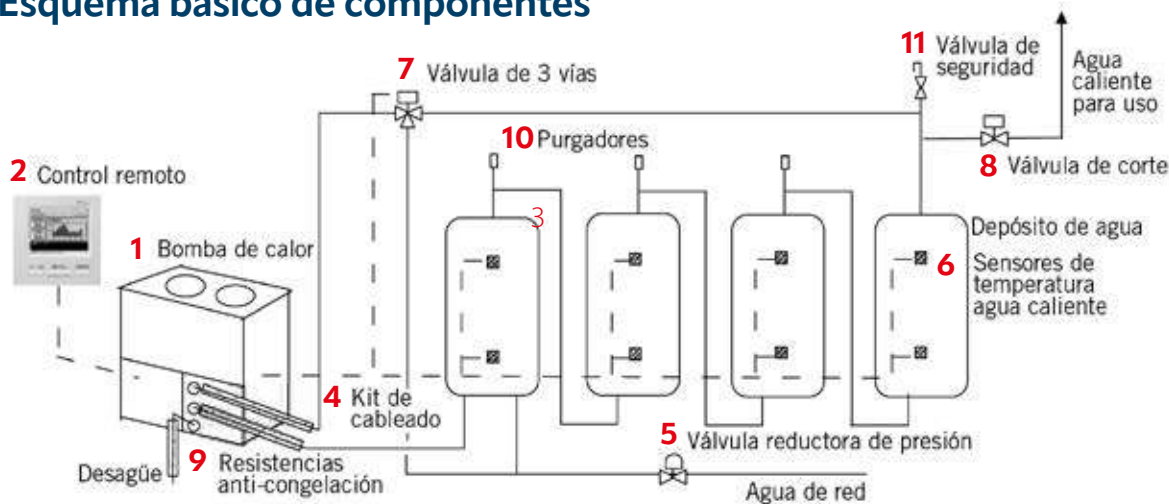 Esquema básico de componentes
11 Válvula de
seguridad
Agua
caliente
para uso
7 Válvula de 3 vías
10 Purgadores
8 Válvula de corte
2 Control remoto
3
Depósito de agua
1 Bomba de calor
6 Sensores de
temperatura
agua caliente
4 Kit de
cableado
5 Válvula reductora de presión
9 Resistencias
anti-congelación
Desagüe
Agua de red